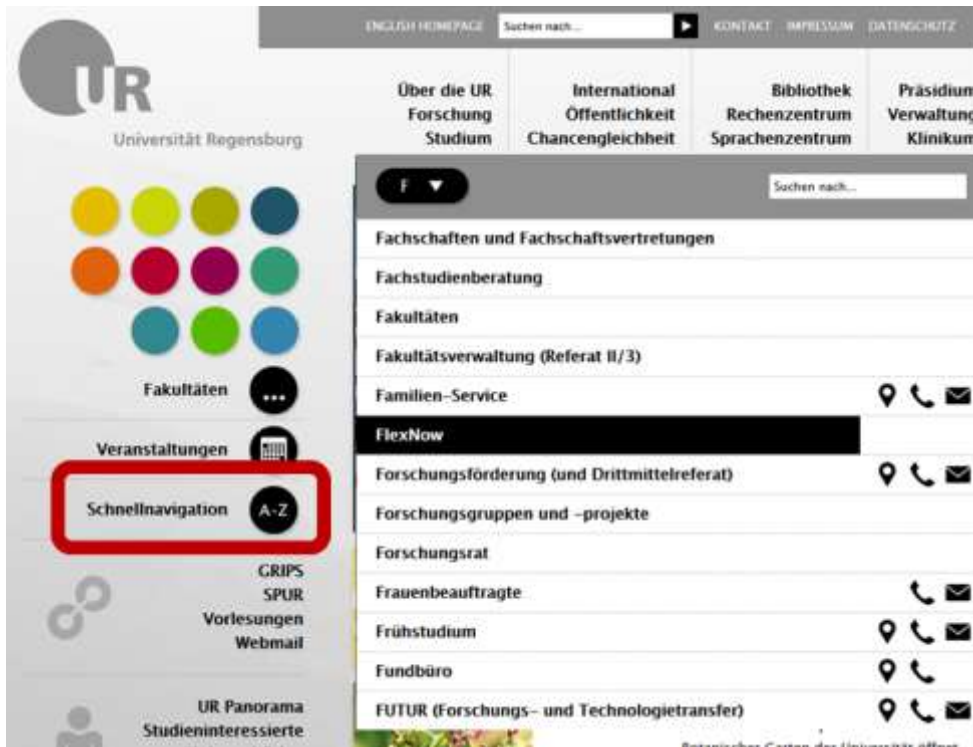 ENGLISH HOMEPAGE Suchen nach... KONTAKT IMPRESSUM DATENSCHUTZ
UR
Universität Regensburg
Über die UR
Forschung
Studium
International
Öffentlichkeit
Chancengleichheit
Bibliothek
Rechenzentrum
Sprachenzentrum
Präsidium
Verwaltung
Klinikum
F Suchen nach...
Fachschaften und Fachschaftsvertretungen
Fachstudienberatung
Fakultäten
Fakultätsverwaltung (Referat II/3)
Familien-Service
FlexNow
Forschungsförderung (und Drittmittelreferat)
Forschungsgruppen und -projekte
Forschungsrat
Frauenbeauftragte
Frühstudium
Fundbüro
FUTUR (Forschungs- und Technologietransfer)
Fakultäten ...
Veranstaltungen
Schnellnavigation A-Z
GRIPS
SPUR
Vorlesungen
Webmail
UR Panorama
Studieninteressierte